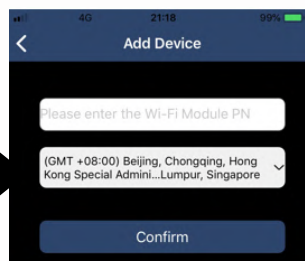 4G 21:18 99%
Add Device
Please enter the Wi-Fi Module PN
(GMT +08:00) Beijing, Chongqing, Hong
Kong Special Admini...Lumpur, Singapore
Confirm